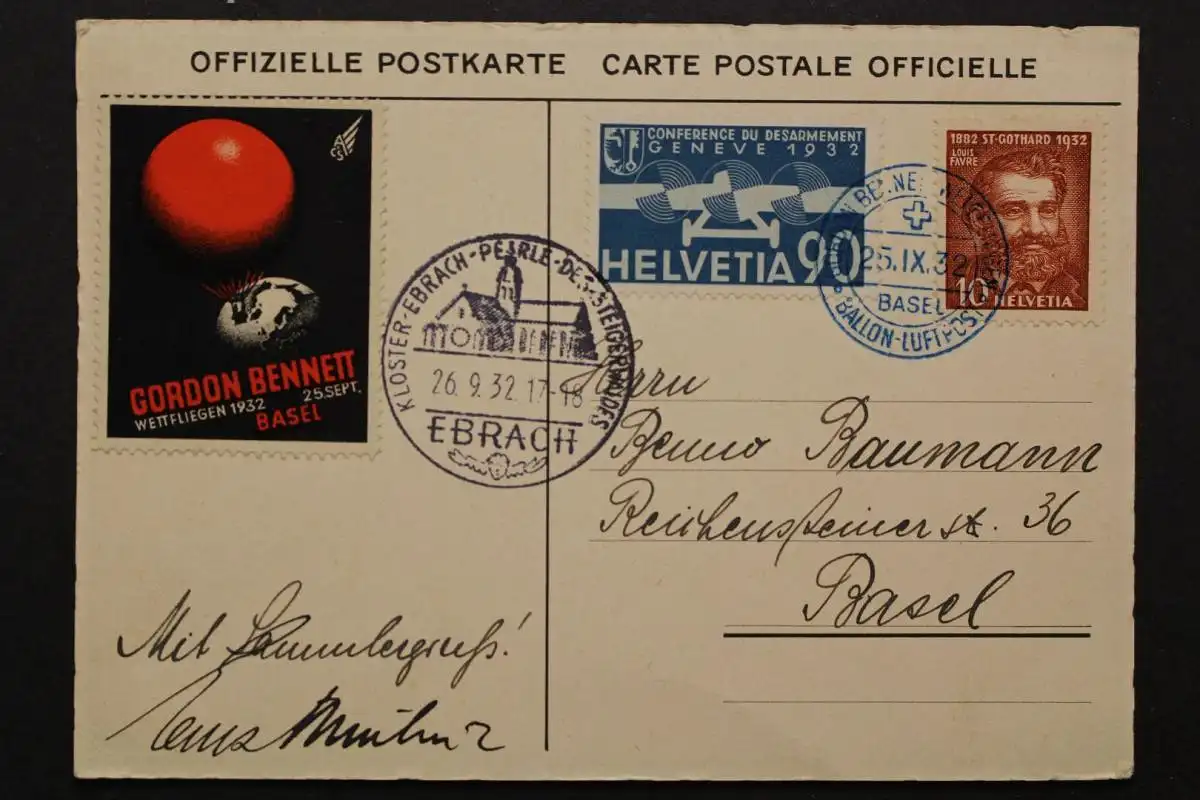 OFFIZIELLE POSTKARTE CARTE POSTALE OFFICIELLE
ACS
GORDON BENNETT
WETTFLIEGEN 1932 25.SEPT.
BASEL
KLOSTER-EBRACH-PERLE-DES-STEIGERWALDES
26.9.32.17-18
EBRACH
CONFERENCE DU DESARMEMENT
GENEVE 1932
HELVETIA 90
25.IX.32
BASEL
BALLON-LUFTPOST
1882 ST-GOTHARD 1932
LOUIS
FAVRE
10 HELVETIA
Herrn
Benno Baumann
Reichensteinerst. 36
Basel
Mit Sammlergruß!